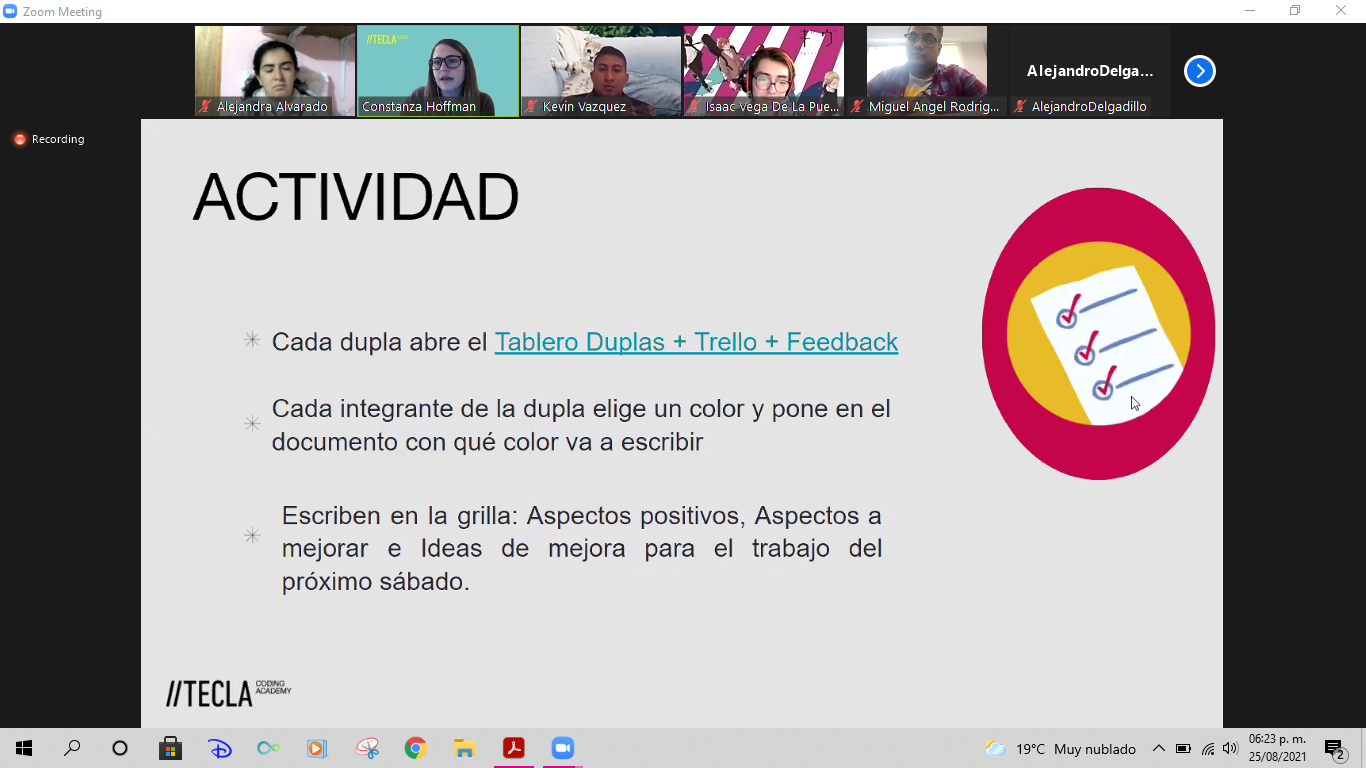 Zoom Meeting
//TECLA
Alejandra Alvarado
Constanza Hoffman
Kevin Vazquez
Isaac Vega De La Pue...
Miguel Angel Rodrig...
AlejandroDelga...
AlejandroDelgadillo
Recording
ACTIVIDAD
Cada dupla abre el Tablero Duplas + Trello + Feedback
Cada integrante de la dupla elige un color y pone en el
documento con qué color va a escribir
Escriben en la grilla: Aspectos positivos, Aspectos a
mejorar e Ideas de mejora para el trabajo del
próximo sábado.
//TECLA CODING
ACADEMY
19°C Muy nublado
06:23 p. m.
25/08/2021
2